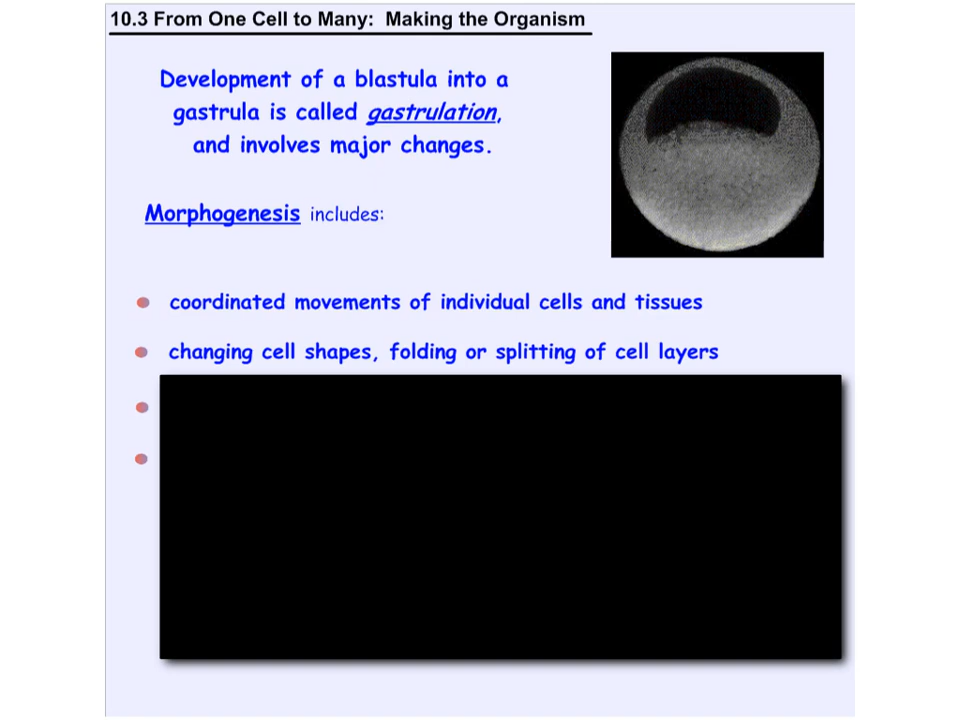 10.3 From One Cell to Many: Making the Organism
Development of a blastula into a
gastrula is called gastrulation,
and involves major changes.
Morphogenesis includes:
coordinated movements of individual cells and tissues
changing cell shapes, folding or splitting of cell layers